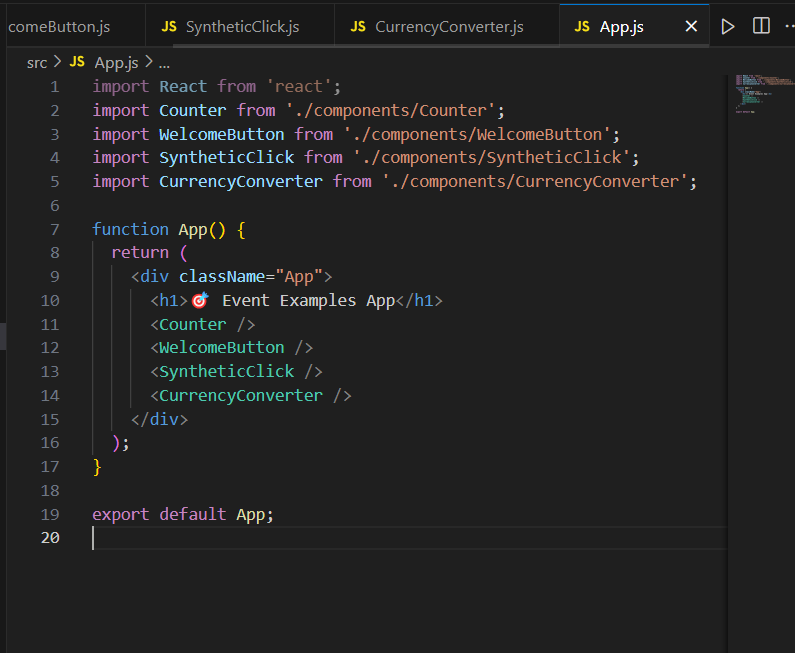 comeButton.js JS SyntheticClick.js JS CurrencyConverter.js JS App.js
src > JS App.js > ...
1 import React from 'react';
2 import Counter from './components/Counter';
3 import WelcomeButton from './components/WelcomeButton';
4 import SyntheticClick from './components/SyntheticClick';
5 import CurrencyConverter from './components/CurrencyConverter';
6
7 function App() {
8 return (
9 <div className="App">
10 <h1>🎯 Event Examples App</h1>
11 <Counter />
12 <WelcomeButton />
13 <SyntheticClick />
14 <CurrencyConverter />
15 </div>
16 );
17 }
18
19 export default App;
20